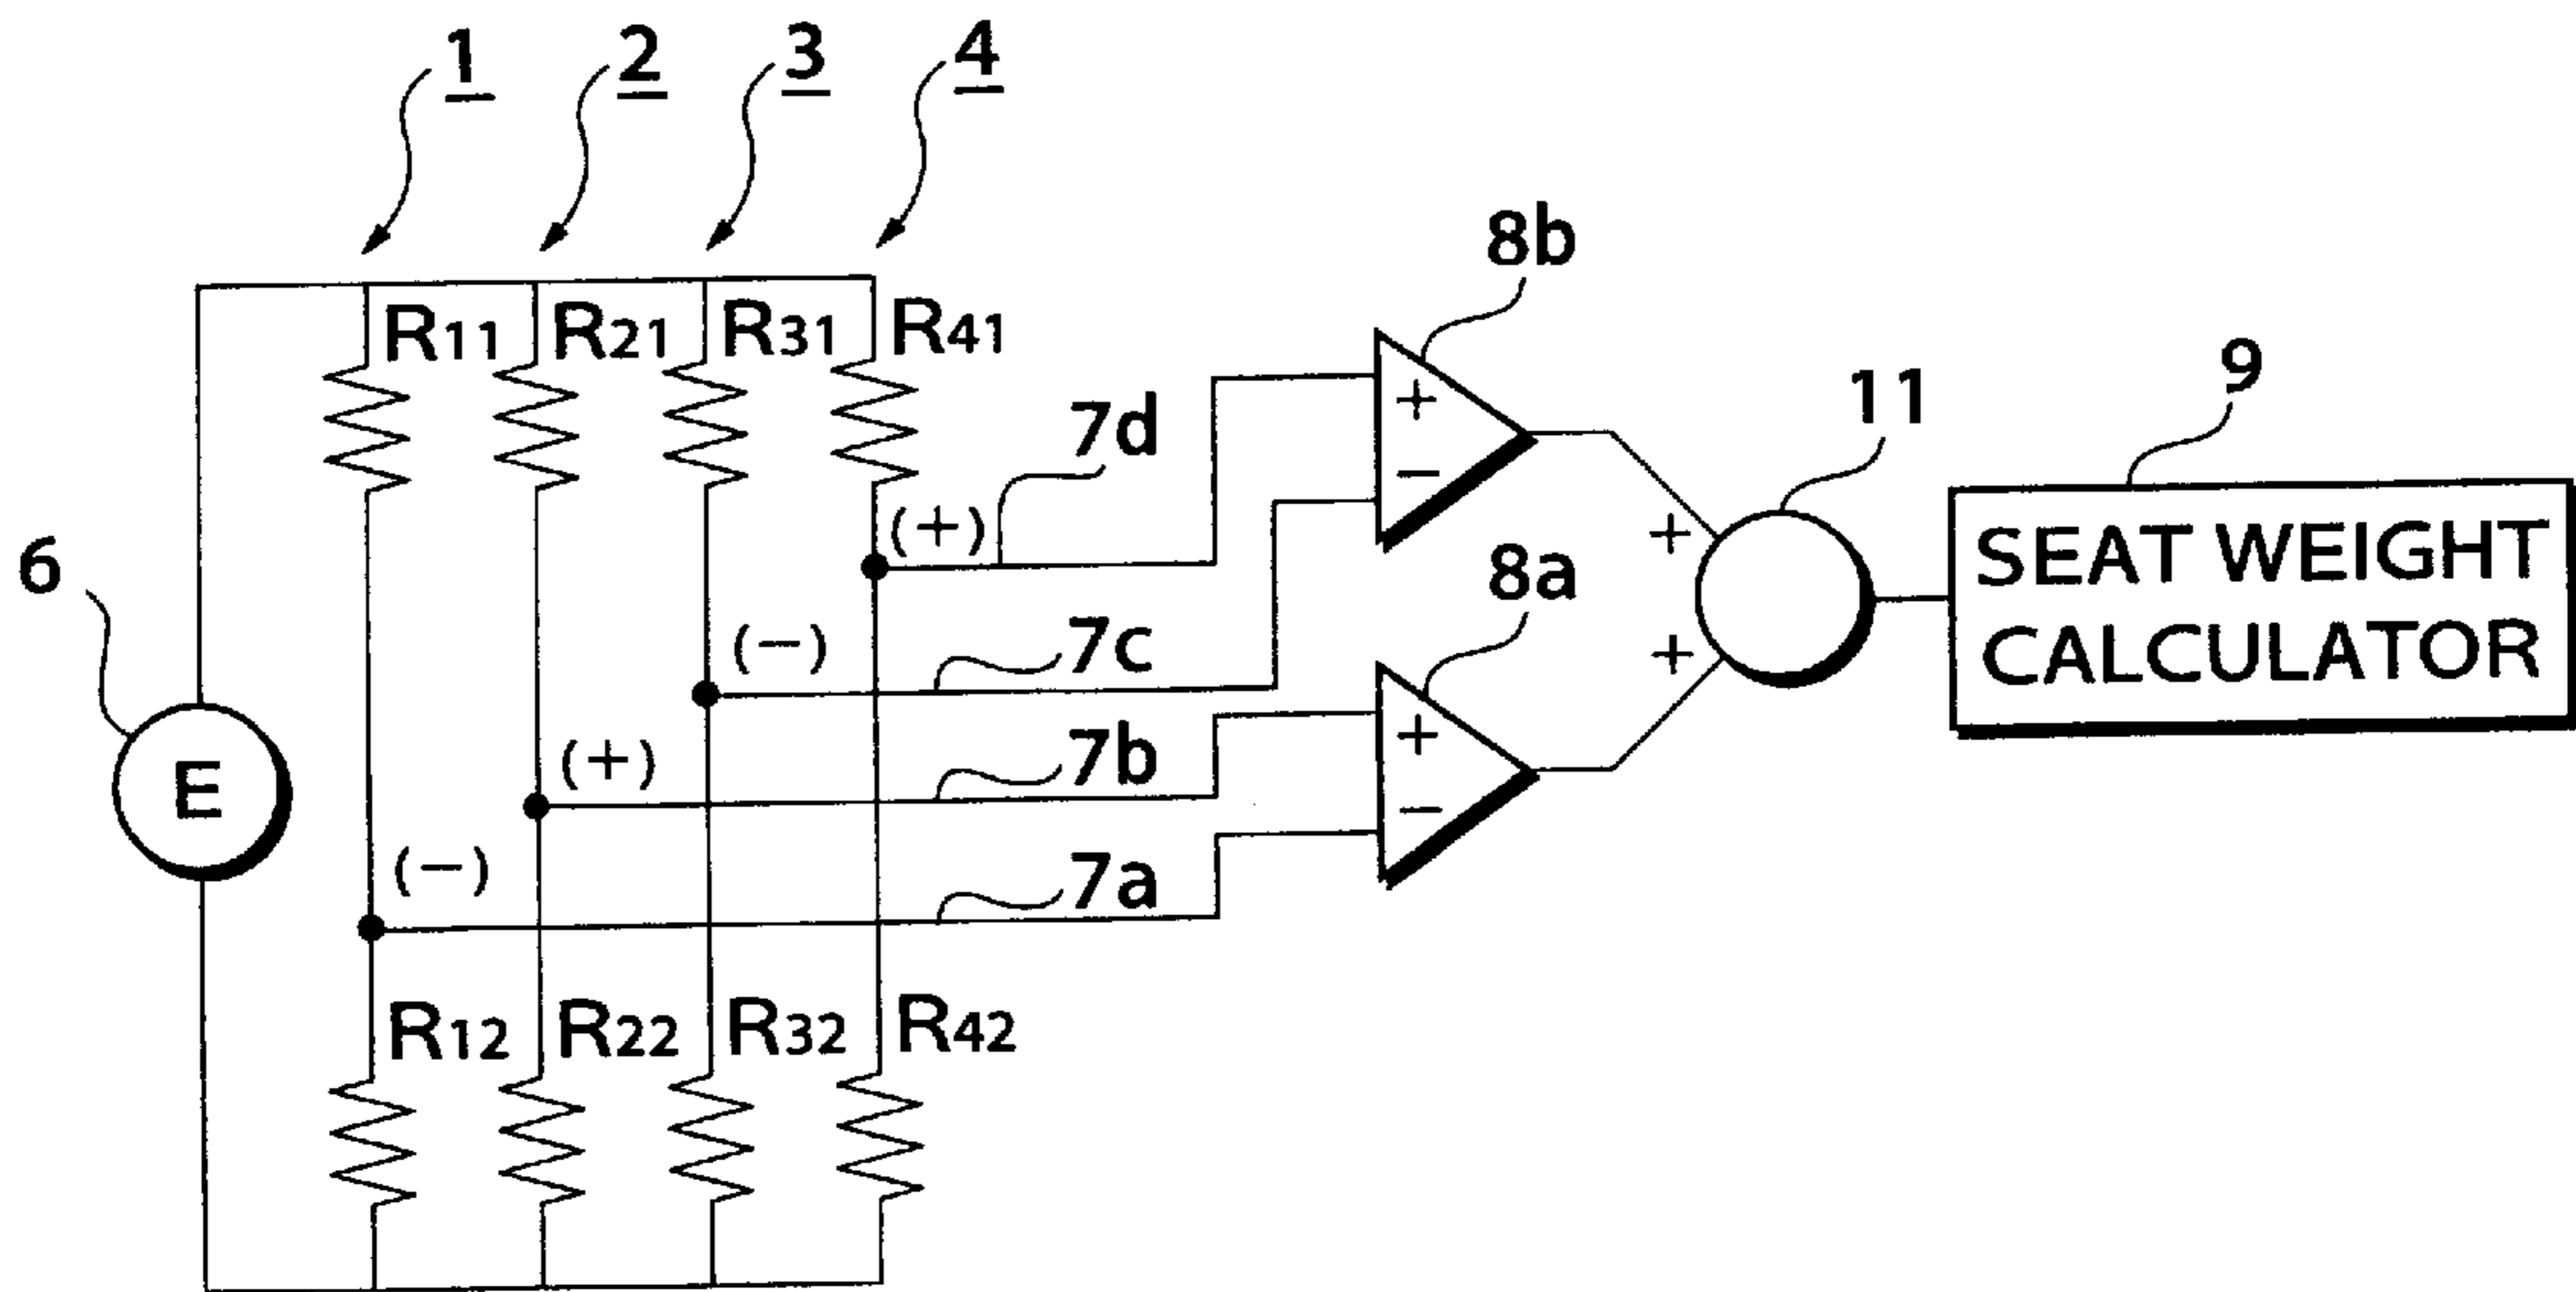 1 2 3 4
8b
R11 R21 R31 R41
9
11
7d
+
−
(+)
+
6
8a
SEAT WEIGHT
CALCULATOR
(−)
7c
+
(+)
7b
+
−
E
(−)
7a
R12 R22 R32 R42